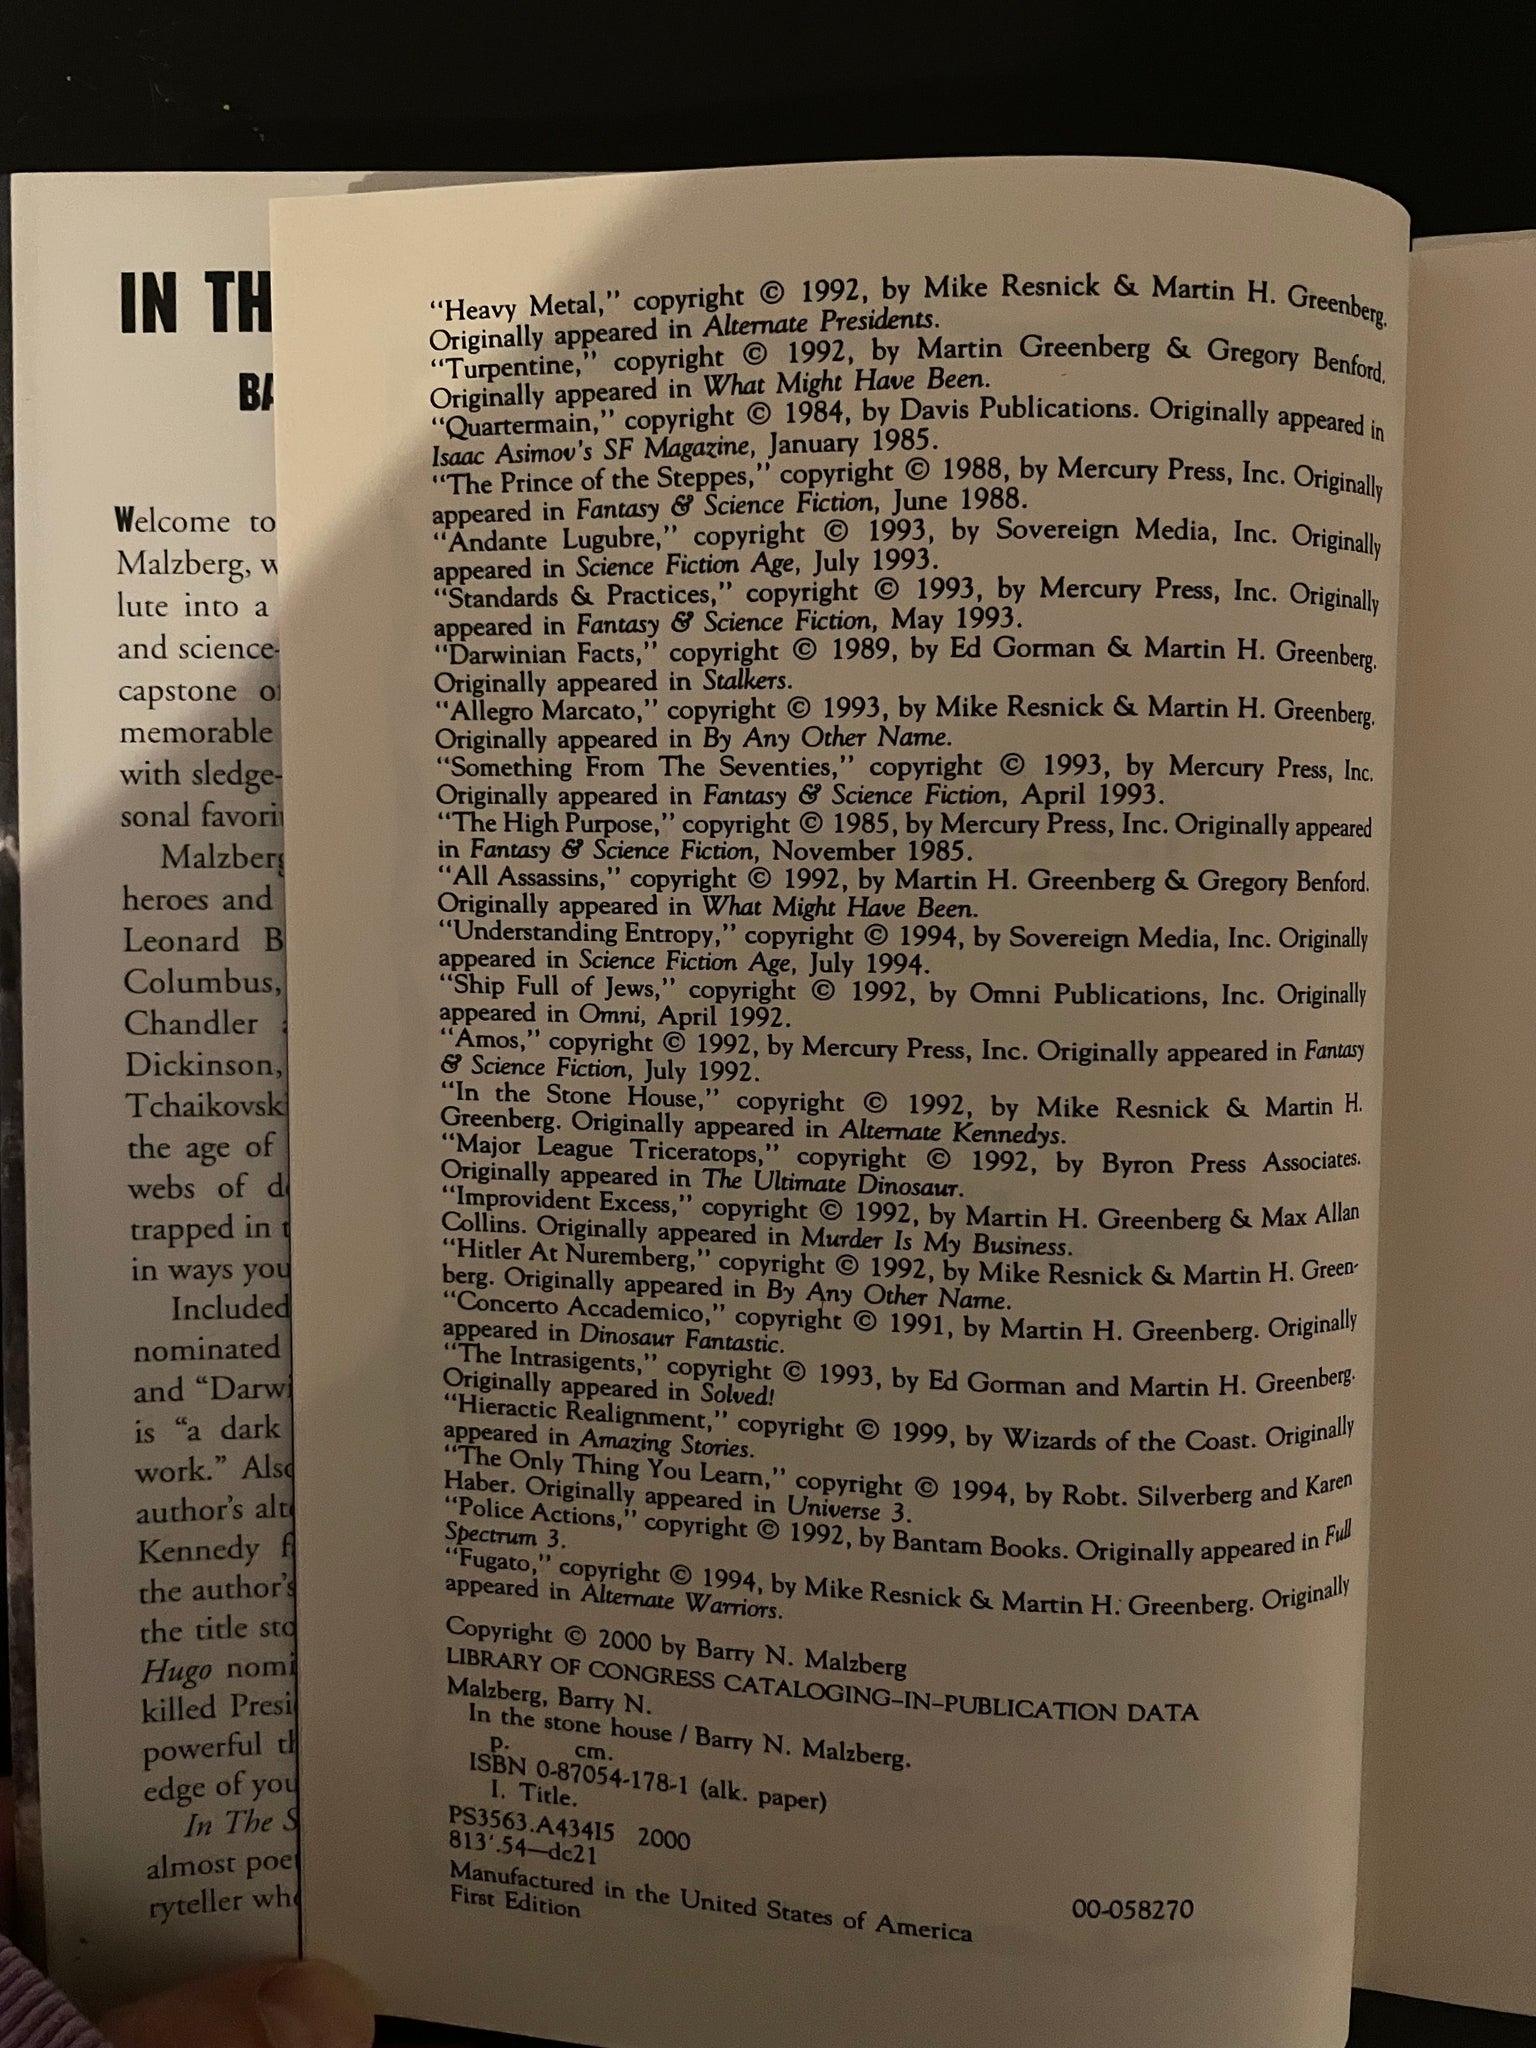 IN TH
BA
Welcome to
Malzberg, w
lute into a
and science-
capstone o
memorable
with sledge-
sonal favori
Malzberg
heroes and
Leonard B
Columbus,
Chandler
Dickinson,
Tchaikovsk
the age of
webs of d
trapped in t
in ways you
Included
nominated
and “Darwi
is “a dark
work.” Also
author’s alt
Kennedy f
the author’s
the title sto
Hugo nomi
killed Presi
powerful th
edge of you
In The S
almost poe
ryteller who
“Heavy Metal,” copyright © 1992, by Mike Resnick & Martin H. Greenberg.
Originally appeared in Alternate Presidents.
“Turpentine,” copyright © 1992, by Martin Greenberg & Gregory Benford.
Originally appeared in What Might Have Been.
“Quartermain,” copyright © 1984, by Davis Publications. Originally appeared in
Isaac Asimov’s SF Magazine, January 1985.
“The Prince of the Steppes,” copyright © 1988, by Mercury Press, Inc. Originally
appeared in Fantasy & Science Fiction, June 1988.
“Andante Lugubre,” copyright © 1993, by Sovereign Media, Inc. Originally
appeared in Science Fiction Age, July 1993.
“Standards & Practices,” copyright © 1993, by Mercury Press, Inc. Originally
appeared in Fantasy & Science Fiction, May 1993.
“Darwinian Facts,” copyright © 1989, by Ed Gorman & Martin H. Greenberg.
Originally appeared in Stalkers.
“Allegro Marcato,” copyright © 1993, by Mike Resnick & Martin H. Greenberg.
Originally appeared in By Any Other Name.
“Something From The Seventies,” copyright © 1993, by Mercury Press, Inc.
Originally appeared in Fantasy & Science Fiction, April 1993.
“The High Purpose,” copyright © 1985, by Mercury Press, Inc. Originally appeared
in Fantasy & Science Fiction, November 1985.
“All Assassins,” copyright © 1992, by Martin H. Greenberg & Gregory Benford.
Originally appeared in What Might Have Been.
“Understanding Entropy,” copyright © 1994, by Sovereign Media, Inc. Originally
appeared in Science Fiction Age, July 1994.
“Ship Full of Jews,” copyright © 1992, by Omni Publications, Inc. Originally
appeared in Omni, April 1992.
“Amos,” copyright © 1992, by Mercury Press, Inc. Originally appeared in Fantasy
& Science Fiction, July 1992.
“In the Stone House,” copyright © 1992, by Mike Resnick & Martin H.
Greenberg. Originally appeared in Alternate Kennedys.
“Major League Triceratops,” copyright © 1992, by Byron Press Associates.
Originally appeared in The Ultimate Dinosaur.
“Improvident Excess,” copyright © 1992, by Martin H. Greenberg & Max Allan
Collins. Originally appeared in Murder Is My Business.
“Hitler At Nuremberg,” copyright © 1992, by Mike Resnick & Martin H. Green-
berg. Originally appeared in By Any Other Name.
“Concerto Accademico,” copyright © 1991, by Martin H. Greenberg. Originally
appeared in Dinosaur Fantastic.
“The Intrasigents,” copyright © 1993, by Ed Gorman and Martin H. Greenberg.
Originally appeared in Solved!
“Hieractic Realignment,” copyright © 1999, by Wizards of the Coast. Originally
appeared in Amazing Stories.
“The Only Thing You Learn,” copyright © 1994, by Robt. Silverberg and Karen
Haber. Originally appeared in Universe 3.
“Police Actions,” copyright © 1992, by Bantam Books. Originally appeared in Full
Spectrum 3.
“Fugato,” copyright © 1994, by Mike Resnick & Martin H. Greenberg. Originally
appeared in Alternate Warriors.
Copyright © 2000 by Barry N. Malzberg
LIBRARY OF CONGRESS CATALOGING-IN-PUBLICATION DATA
Malzberg, Barry N.
In the stone house / Barry N. Malzberg.
p. cm.
ISBN 0-87054-178-1 (alk. paper)
I. Title.
PS3563.A434I5 2000
813'.54—dc21
00-058270
Manufactured in the United States of America
First Edition